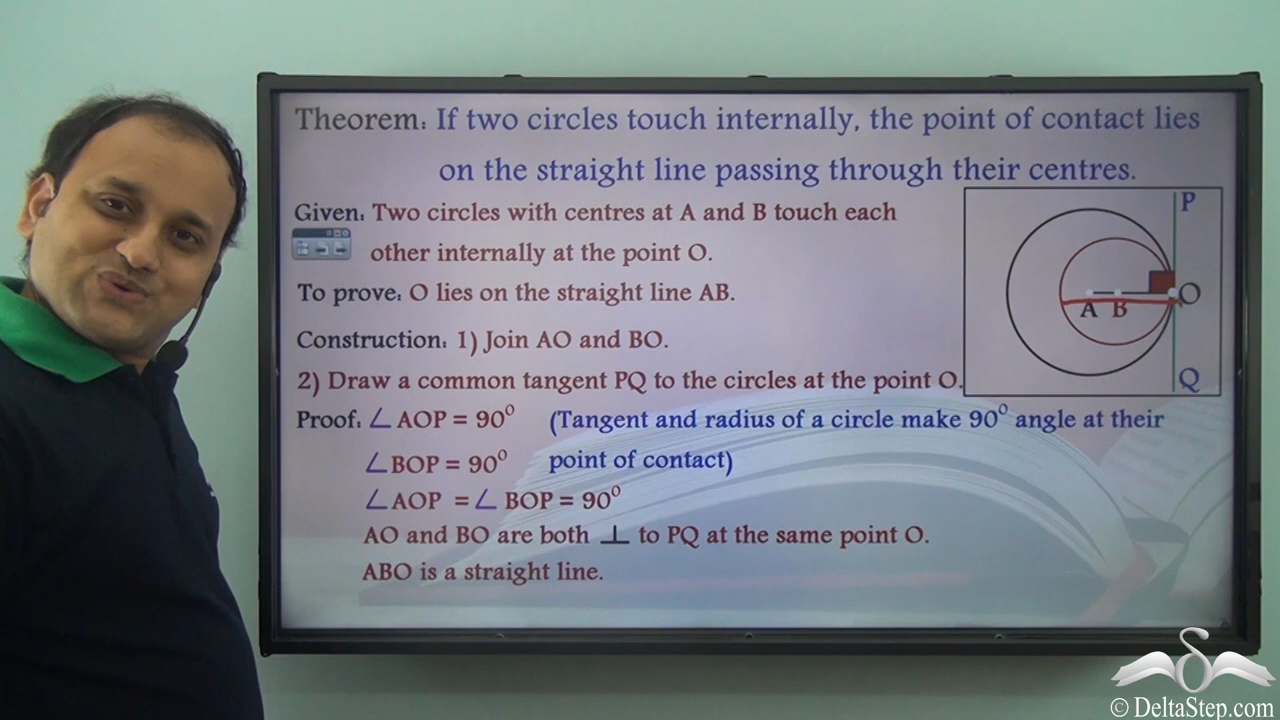 Theorem: If two circles touch internally, the point of contact lies
on the straight line passing through their centres.
Given: Two circles with centres at A and B touch each
other internally at the point O.
To prove: O lies on the straight line AB.
Construction: 1) Join AO and BO.
2) Draw a common tangent PQ to the circles at the point O.
Proof: ∠ AOP = 90⁰ (Tangent and radius of a circle make 90⁰ angle at their
∠BOP = 90⁰ point of contact)
∠AOP = ∠ BOP = 90⁰
AO and BO are both ⊥ to PQ at the same point O.
ABO is a straight line.
P
A B O
Q
© DeltaStep.com